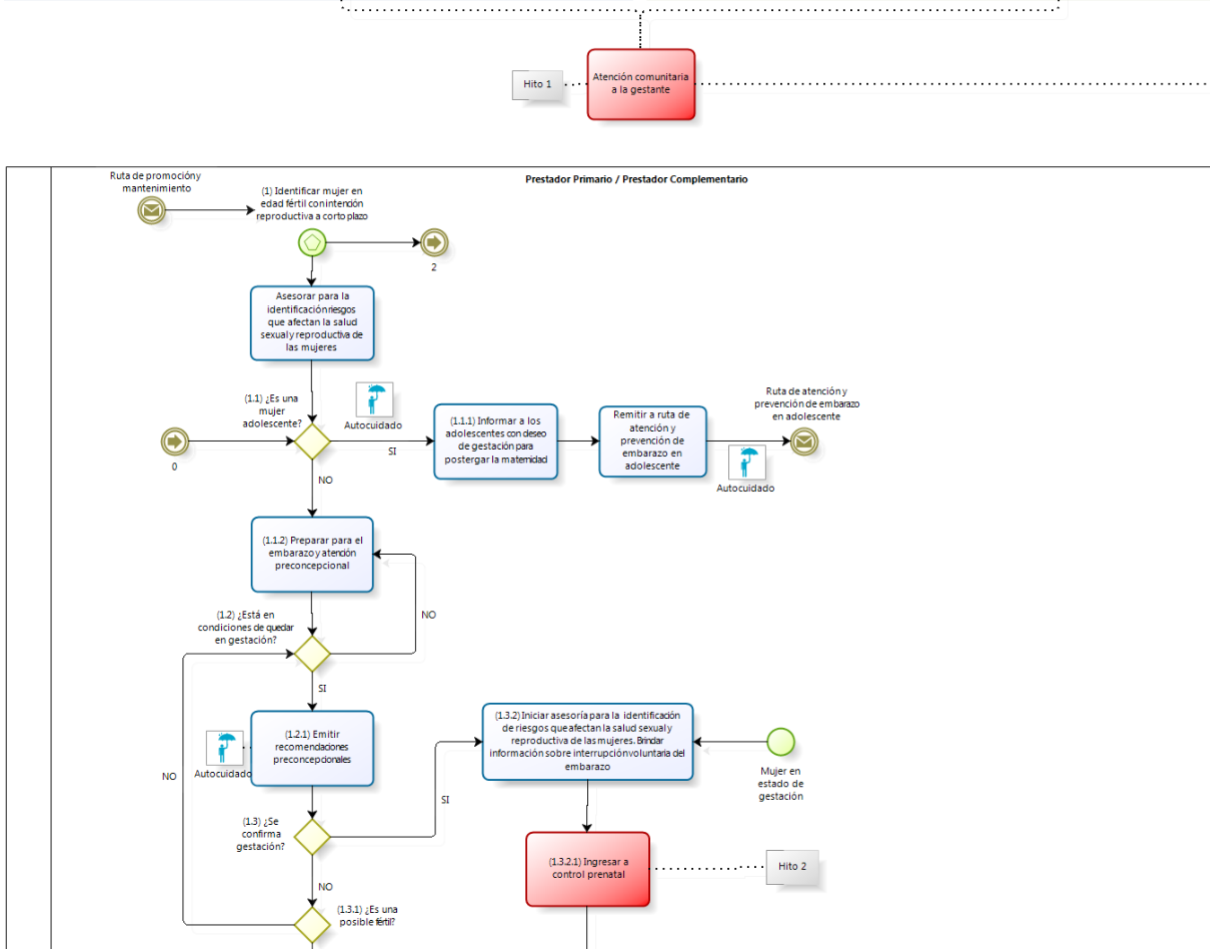 Hito 1
Atención comunitaria
a la gestante
Prestador Primario / Prestador Complementario
Ruta de promoción y
mantenimiento
(1) Identificar mujer en
edad fértil con intención
reproductiva a corto plazo
2
Asesorar para la
identificación riesgos
que afectan la salud
sexual y reproductiva de
las mujeres
(1.1) ¿Es una
mujer
adolescente?
Autocuidado
SI
0
NO
(1.1.1) Informar a los
adolescentes con deseo
de gestación para
postergar la maternidad
Remitir a ruta de
atención y
prevención de
embarazo en
adolescente
Ruta de atención y
prevención de embarazo
en adolescente
Autocuidado
(1.1.2) Preparar para el
embarazo y atención
preconcepcional
NO
(1.2) ¿Está en
condiciones de quedar
en gestación?
SI
(1.2.1) Emitir
recomendaciones
preconcepcionales
Autocuidado
NO
(1.3.2) Iniciar asesoría para la identificación
de riesgos que afectan la salud sexual y
reproductiva de las mujeres. Brindar
información sobre interrupción voluntaria del
embarazo
Mujer en
estado de
gestación
SI
(1.3) ¿Se
confirma
gestación?
NO
(1.3.2.1) Ingresar a
control prenatal
Hito 2
(1.3.1) ¿Es una
posible fértil?